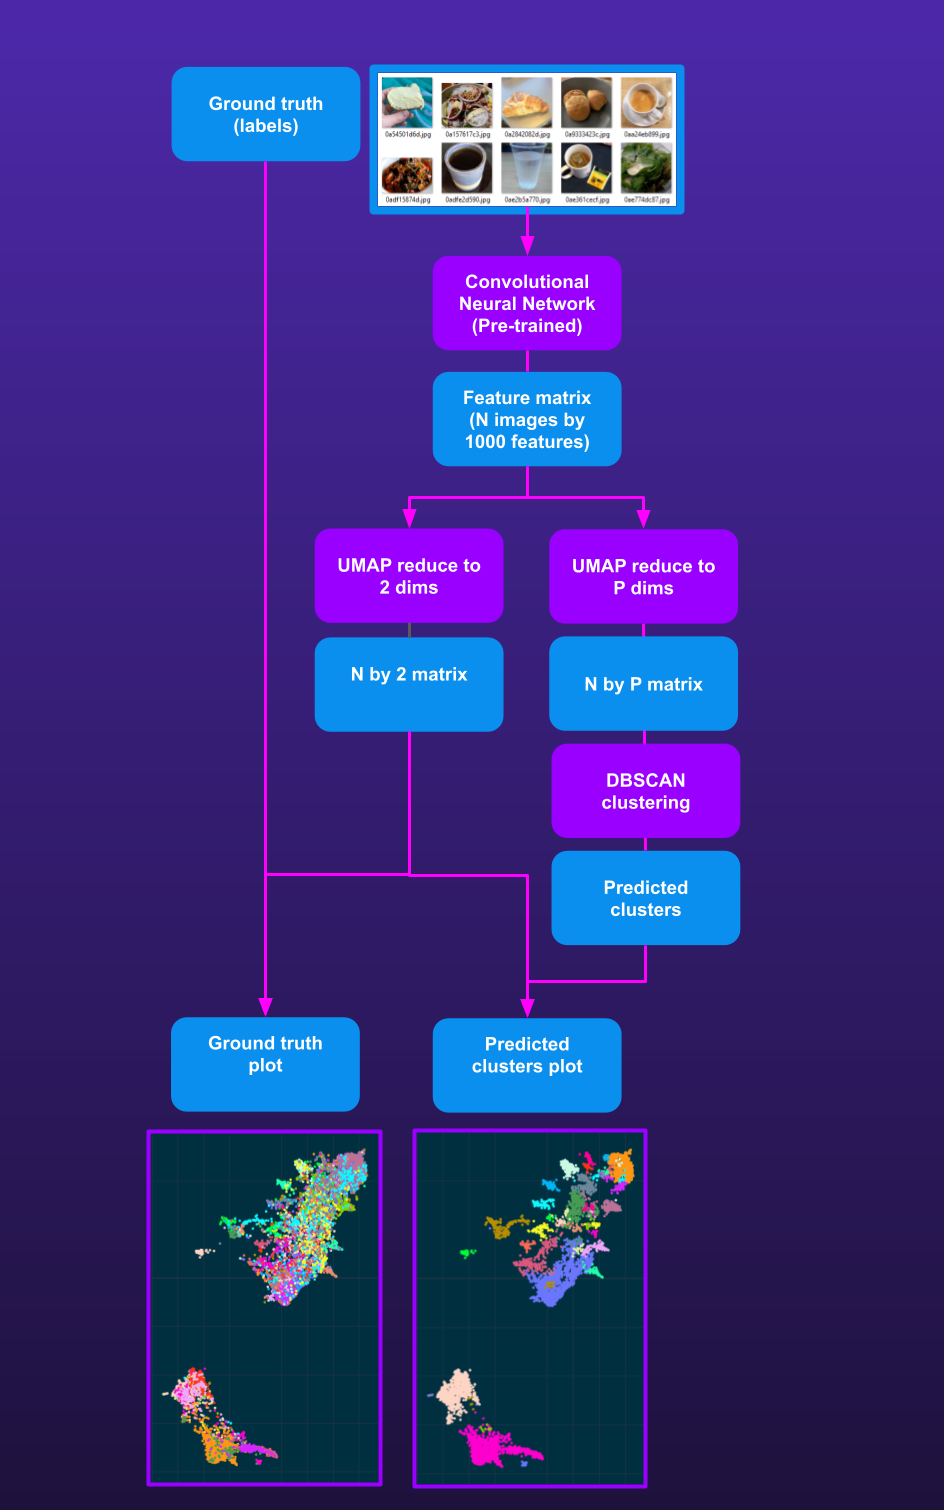 Ground truth
(labels)
0a54501d6d.jpg 0a157617c3.jpg 0a2842082d.jpg 0a9333423c.jpg 0aa24eb899.jpg
0adf15874d.jpg 0adfe2d590.jpg 0ae2b5a770.jpg 0ae361cecf.jpg 0ae774dc87.jpg
Convolutional
Neural Network
(Pre-trained)
Feature matrix
(N images by
1000 features)
UMAP reduce to
2 dims
UMAP reduce to
P dims
N by 2 matrix
N by P matrix
DBSCAN
clustering
Predicted
clusters
Ground truth
plot
Predicted
clusters plot